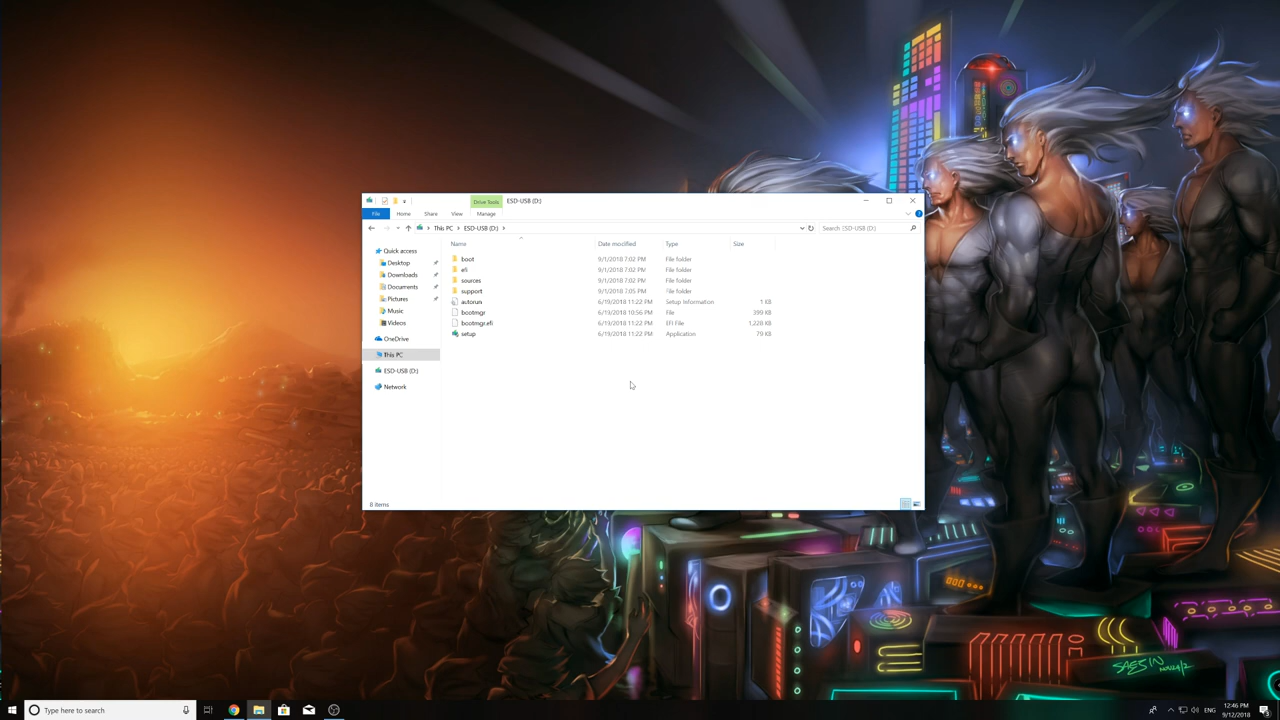 Drive Tools ESD-USB (D:)
File Home Share View Manage
This PC ESD-USB (D:) Search ESD-USB (D:)
Name Date modified Type Size
Quick access
Desktop
Downloads
Documents
Pictures
Music
Videos
OneDrive
This PC
ESD-USB (D:)
Network
boot 9/1/2018 7:02 PM File folder
efi 9/1/2018 7:02 PM File folder
sources 9/1/2018 7:02 PM File folder
support 9/1/2018 7:05 PM File folder
autorun 6/19/2018 11:22 PM Setup Information 1 KB
bootmgr 6/19/2018 10:56 PM File 399 KB
bootmgr.efi 6/19/2018 11:22 PM EFI File 1,228 KB
setup 6/19/2018 11:22 PM Application 79 KB
8 items
SAEJIN
Type here to search
ENG
12:46 PM
9/12/2018